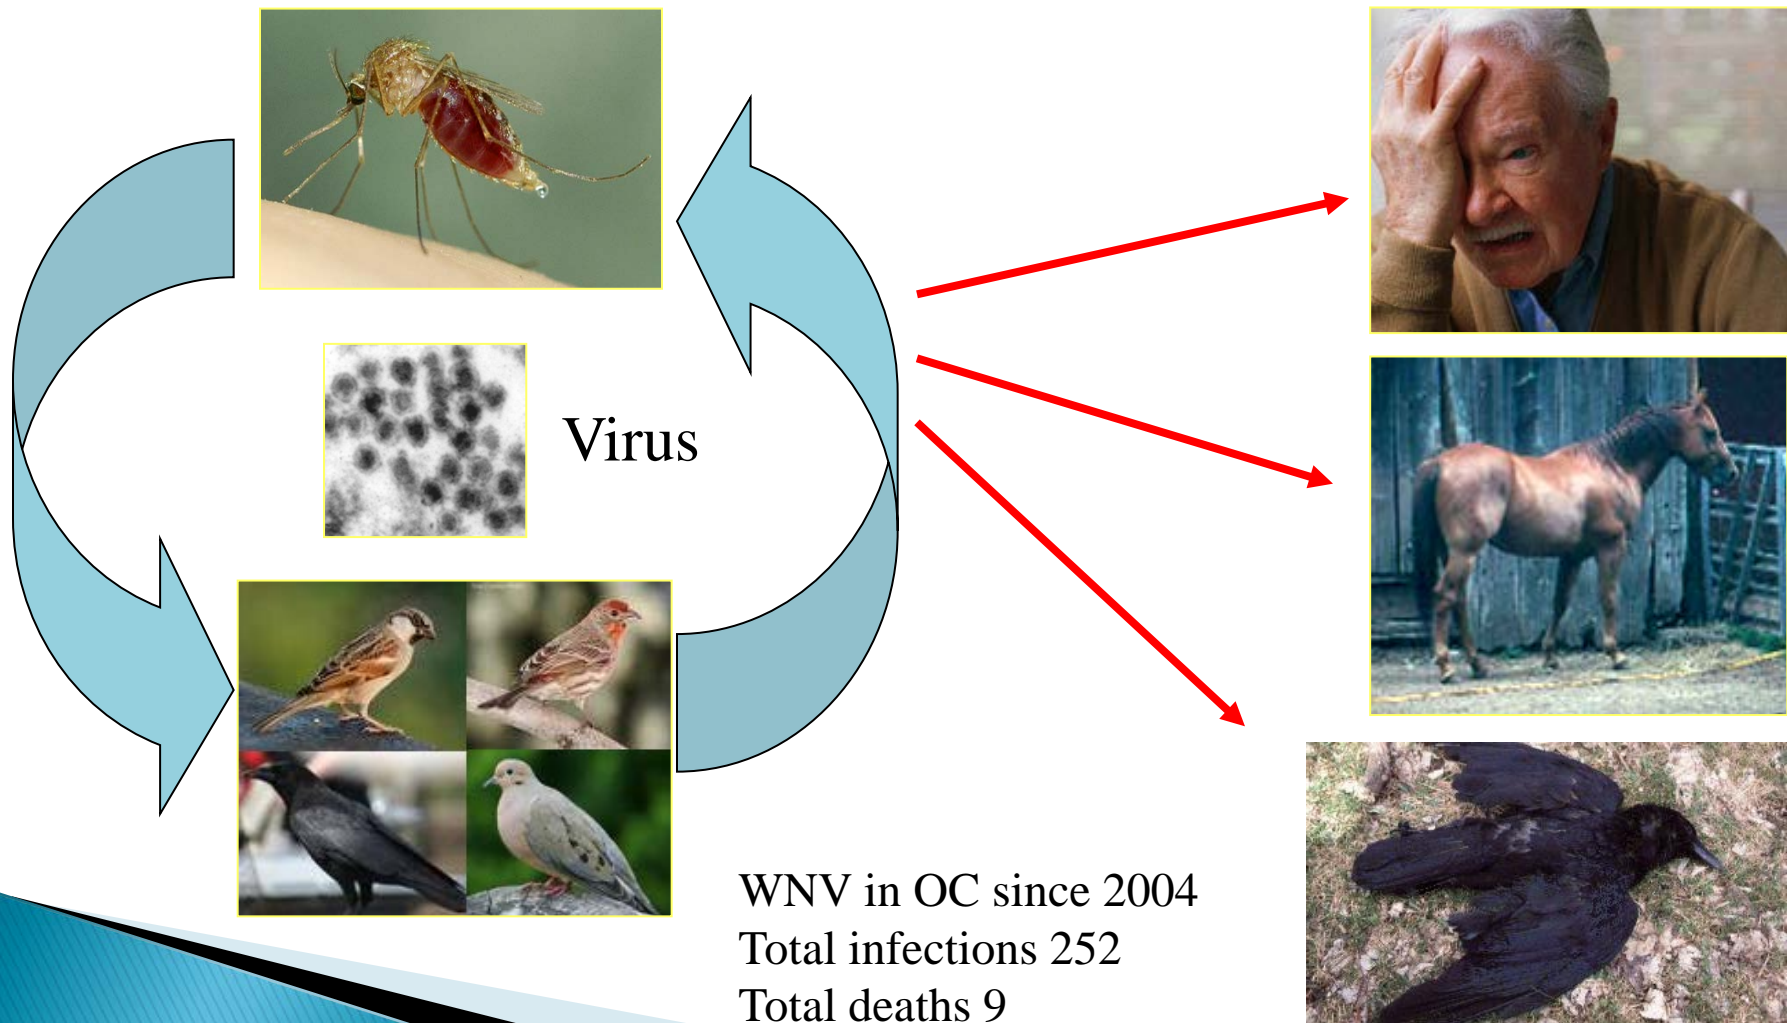 Virus
WNV in OC since 2004
Total infections 252
Total deaths 9